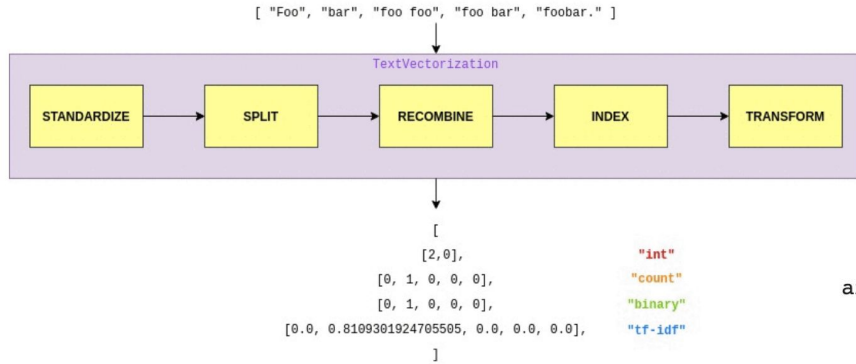 [ "Foo", "bar", "foo foo", "foo bar", "foobar." ]
TextVectorization
STANDARDIZE SPLIT RECOMBINE INDEX TRANSFORM
[
[2,0], "int"
[0, 1, 0, 0, 0], "count"
[0, 1, 0, 0, 0], "binary"
[0.0, 0.8109301924705505, 0.0, 0.0, 0.0], "tf-idf"
]